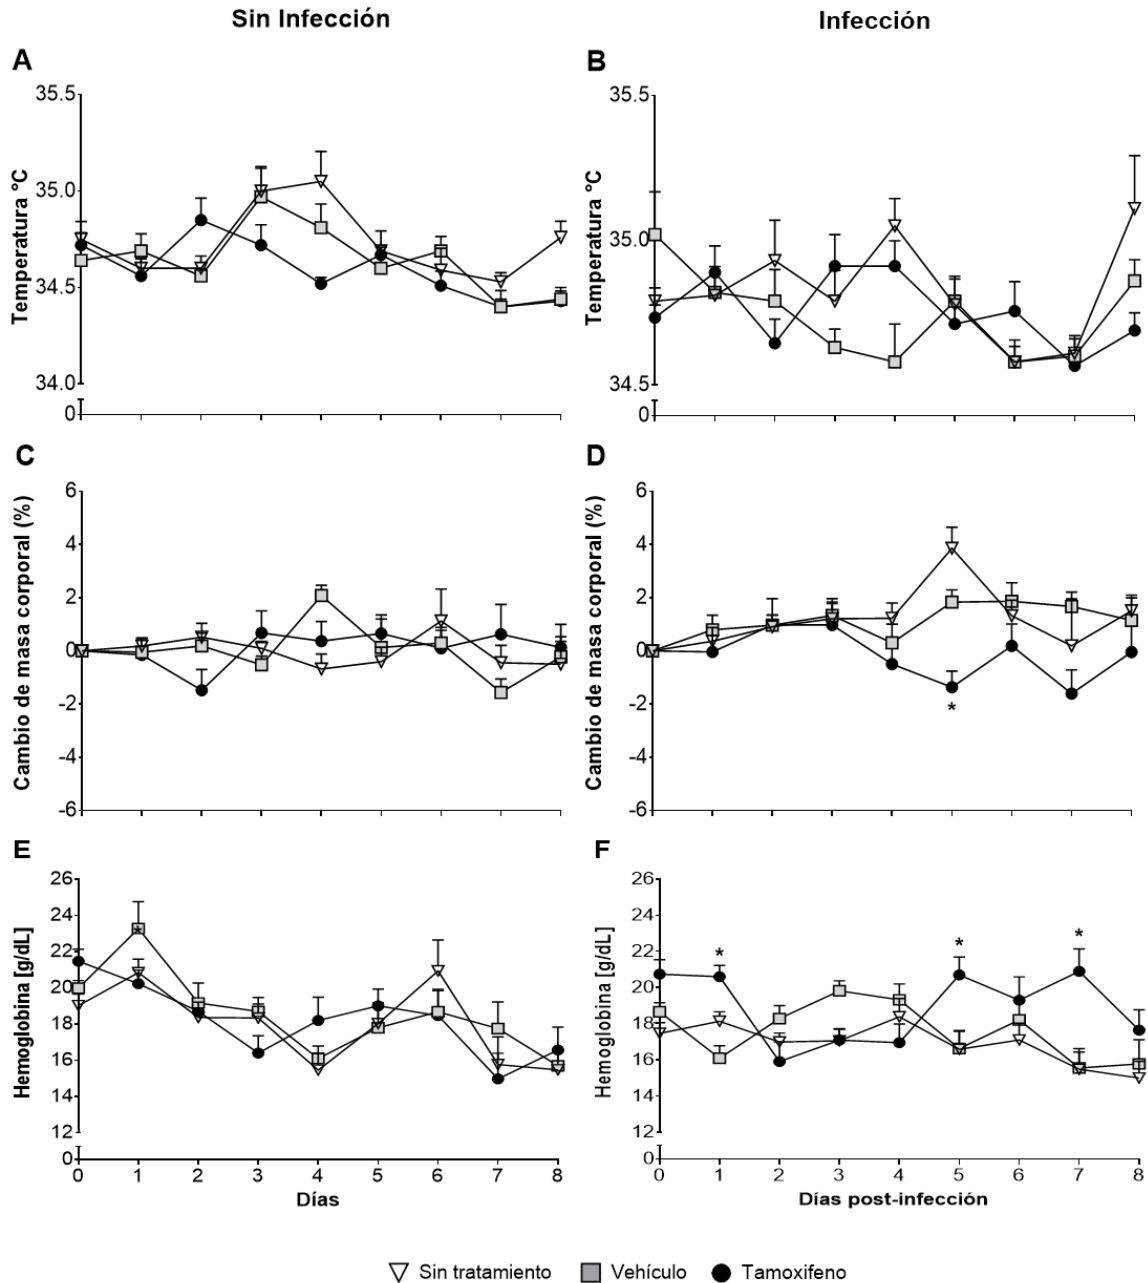 Sin Infección
Infección
A
B
35.5
35.0
34.5
34.0
0
Temperatura °C
35.5
35.0
34.5
0
Temperatura °C
C
D
6
4
2
0
-2
-4
-6
Cambio de masa corporal (%)
6
4
2
0
-2
-4
-6
Cambio de masa corporal (%)
*
E
F
26
24
22
20
18
16
14
12
0
Hemoglobina [g/dL]
*
0 1 2 3 4 5 6 7 8
Días
26
24
22
20
18
16
14
12
0
Hemoglobina [g/dL]
* * *
0 1 2 3 4 5 6 7 8
Días post-infección
Sin tratamiento Vehículo Tamoxifeno